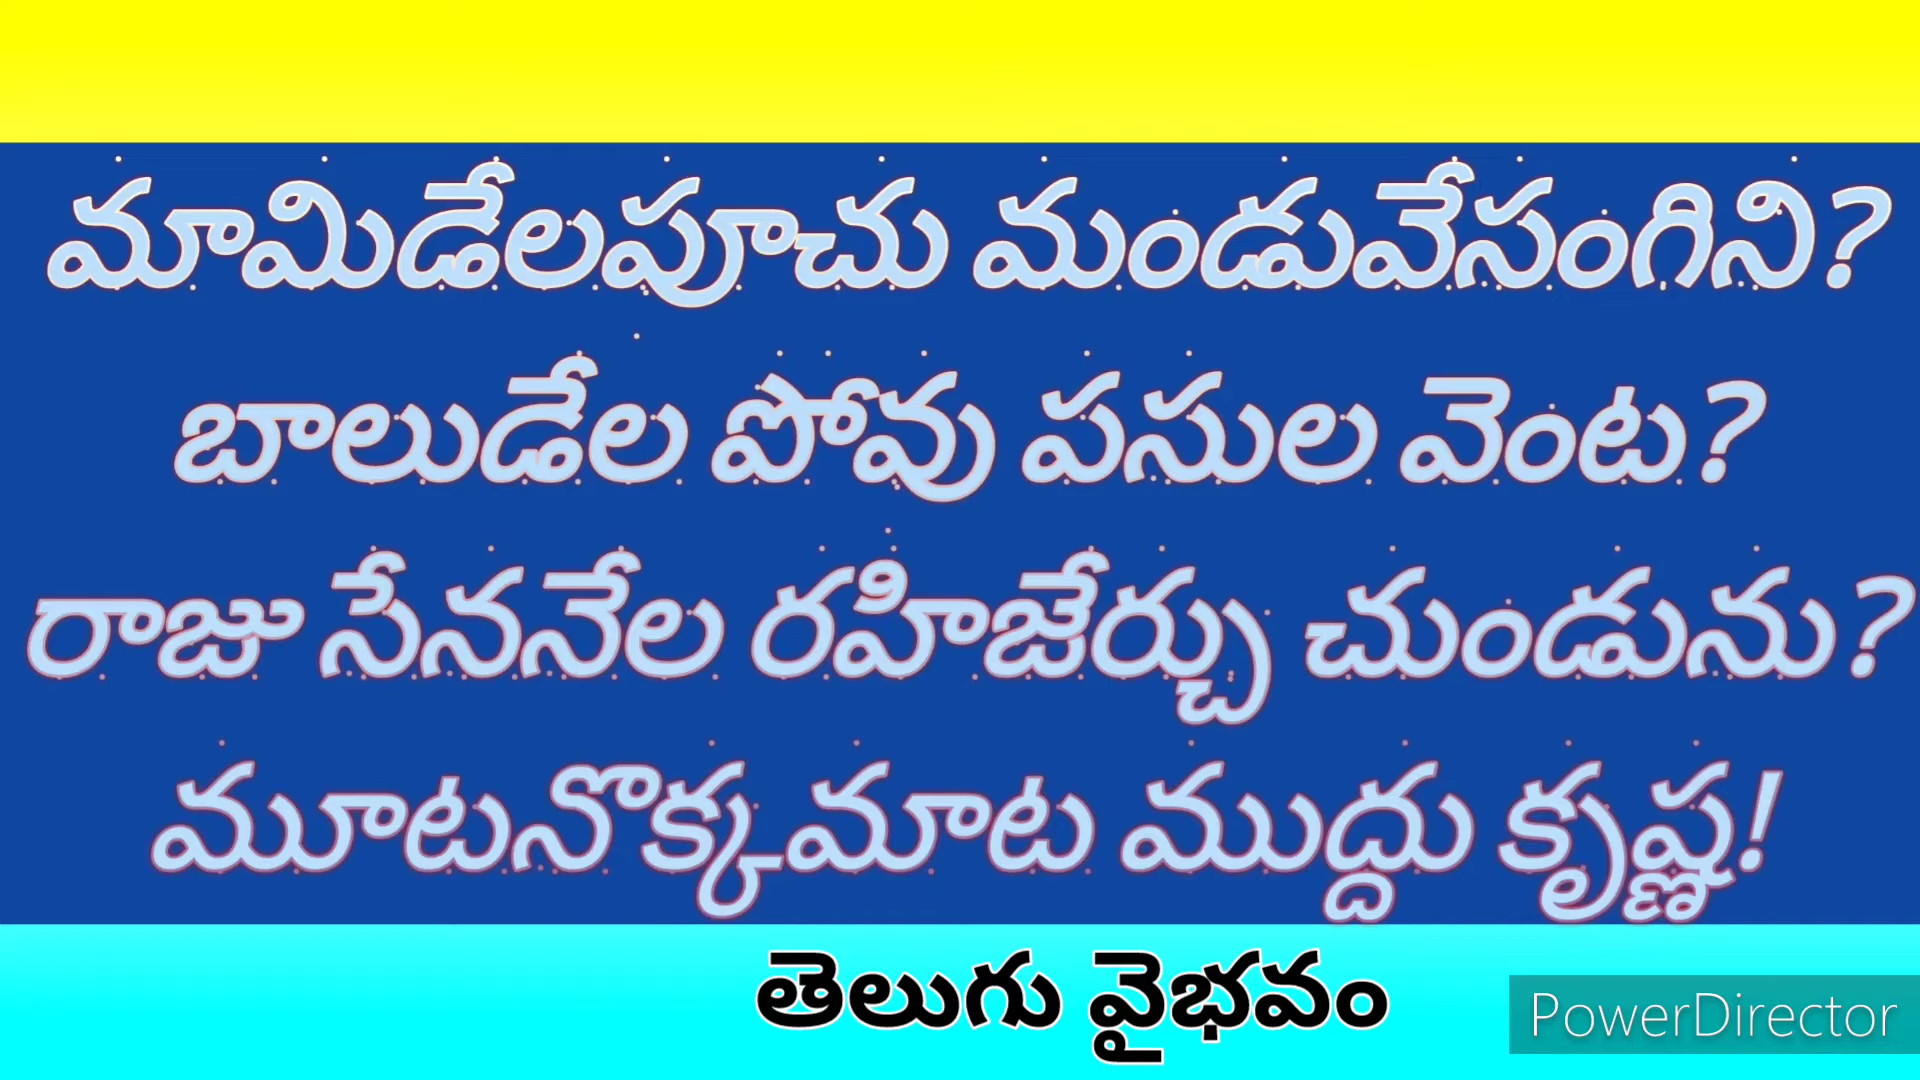 మామిడేలపూచు మండువేసంగిని?
బాలుడేల పోవు పసుల వెంట?
రాజు సేననేల రహిజేర్చు చుండును?
మూటనొక్కమాట ముద్దు కృష్ణ!
తెలుగు వైభవం
PowerDirector